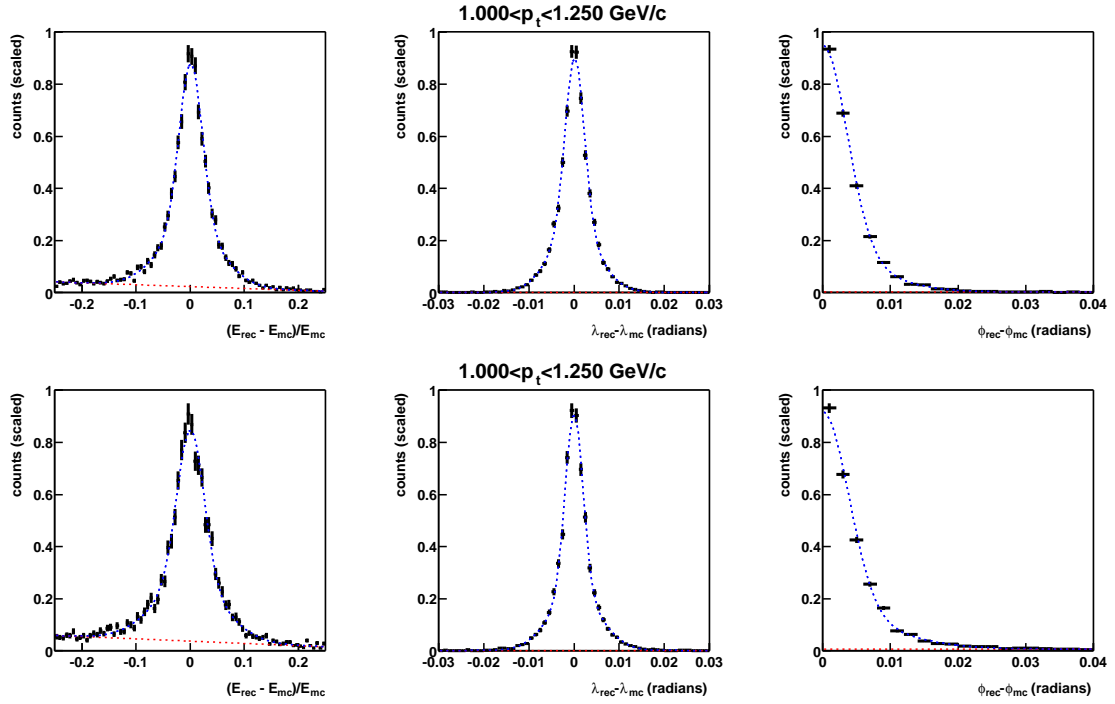 1.000<p_t<1.250 GeV/c
counts (scaled)
1
0.8
0.6
0.4
0.2
0
-0.2 -0.1 0 0.1 0.2
(E_rec - E_mc)/E_mc
counts (scaled)
1
0.8
0.6
0.4
0.2
0
-0.03 -0.02 -0.01 0 0.01 0.02 0.03
λ_rec-λ_mc (radians)
counts (scaled)
1
0.8
0.6
0.4
0.2
0
0 0.01 0.02 0.03 0.04
ϕ_rec-ϕ_mc (radians)
1.000<p_t<1.250 GeV/c
counts (scaled)
1
0.8
0.6
0.4
0.2
0
-0.2 -0.1 0 0.1 0.2
(E_rec - E_mc)/E_mc
counts (scaled)
1
0.8
0.6
0.4
0.2
0
-0.03 -0.02 -0.01 0 0.01 0.02 0.03
λ_rec-λ_mc (radians)
counts (scaled)
1
0.8
0.6
0.4
0.2
0
0 0.01 0.02 0.03 0.04
ϕ_rec-ϕ_mc (radians)